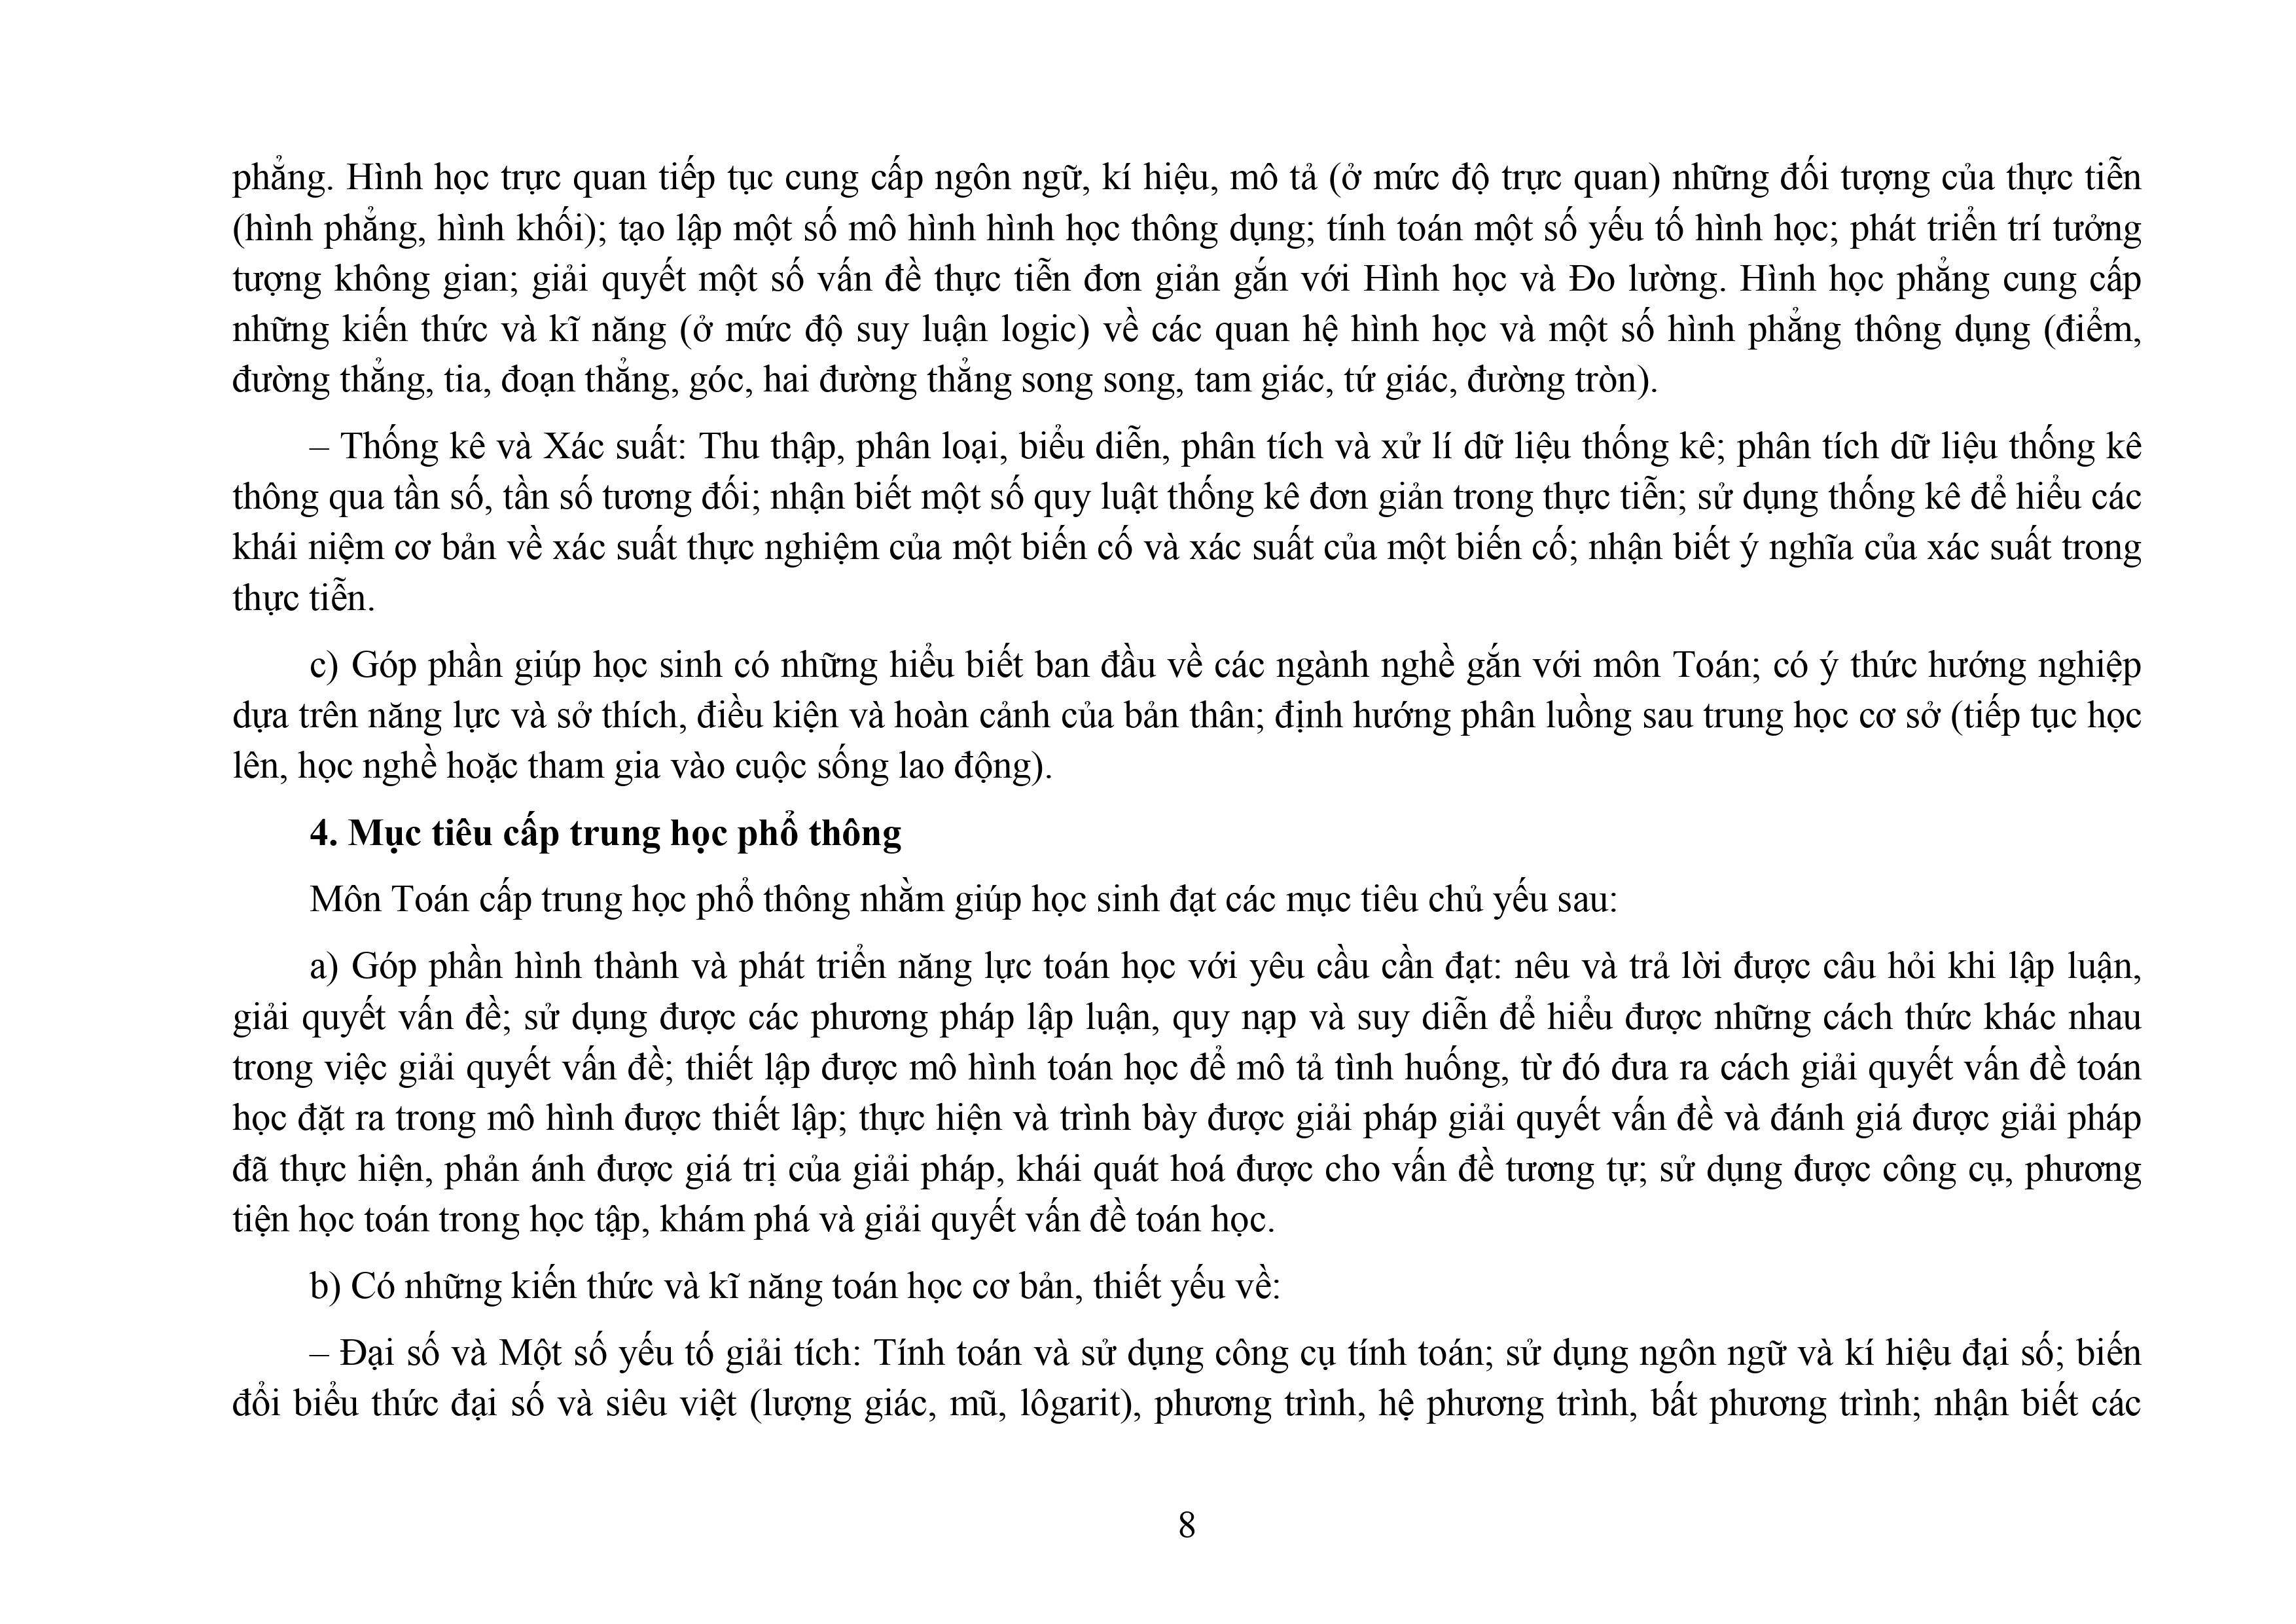 phẳng. Hình học trực quan tiếp tục cung cấp ngôn ngữ, kí hiệu, mô tả (ở mức độ trực quan) những đối tượng của thực tiễn
(hình phẳng, hình khối); tạo lập một số mô hình hình học thông dụng; tính toán một số yếu tố hình học; phát triển trí tưởng
tượng không gian; giải quyết một số vấn đề thực tiễn đơn giản gắn với Hình học và Đo lường. Hình học phẳng cung cấp
những kiến thức và kĩ năng (ở mức độ suy luận logic) về các quan hệ hình học và một số hình phẳng thông dụng (điểm,
đường thẳng, tia, đoạn thẳng, góc, hai đường thẳng song song, tam giác, tứ giác, đường tròn).
– Thống kê và Xác suất: Thu thập, phân loại, biểu diễn, phân tích và xử lí dữ liệu thống kê; phân tích dữ liệu thống kê
thông qua tần số, tần số tương đối; nhận biết một số quy luật thống kê đơn giản trong thực tiễn; sử dụng thống kê để hiểu các
khái niệm cơ bản về xác suất thực nghiệm của một biến cố và xác suất của một biến cố; nhận biết ý nghĩa của xác suất trong
thực tiễn.
c) Góp phần giúp học sinh có những hiểu biết ban đầu về các ngành nghề gắn với môn Toán; có ý thức hướng nghiệp
dựa trên năng lực và sở thích, điều kiện và hoàn cảnh của bản thân; định hướng phân luồng sau trung học cơ sở (tiếp tục học
lên, học nghề hoặc tham gia vào cuộc sống lao động).
4. Mục tiêu cấp trung học phổ thông
Môn Toán cấp trung học phổ thông nhằm giúp học sinh đạt các mục tiêu chủ yếu sau:
a) Góp phần hình thành và phát triển năng lực toán học với yêu cầu cần đạt: nêu và trả lời được câu hỏi khi lập luận,
giải quyết vấn đề; sử dụng được các phương pháp lập luận, quy nạp và suy diễn để hiểu được những cách thức khác nhau
trong việc giải quyết vấn đề; thiết lập được mô hình toán học để mô tả tình huống, từ đó đưa ra cách giải quyết vấn đề toán
học đặt ra trong mô hình được thiết lập; thực hiện và trình bày được giải pháp giải quyết vấn đề và đánh giá được giải pháp
đã thực hiện, phản ánh được giá trị của giải pháp, khái quát hoá được cho vấn đề tương tự; sử dụng được công cụ, phương
tiện học toán trong học tập, khám phá và giải quyết vấn đề toán học.
b) Có những kiến thức và kĩ năng toán học cơ bản, thiết yếu về:
– Đại số và Một số yếu tố giải tích: Tính toán và sử dụng công cụ tính toán; sử dụng ngôn ngữ và kí hiệu đại số; biến
đổi biểu thức đại số và siêu việt (lượng giác, mũ, lôgarit), phương trình, hệ phương trình, bất phương trình; nhận biết các
8